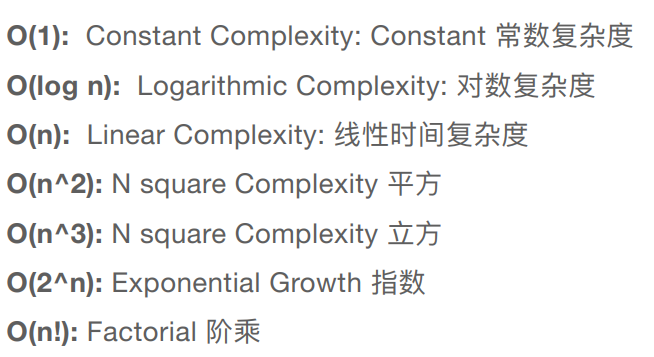 O(1): Constant Complexity: Constant 常数复杂度
O(log n): Logarithmic Complexity: 对数复杂度
O(n): Linear Complexity: 线性时间复杂度
O(n^2): N square Complexity 平方
O(n^3): N square Complexity 立方
O(2^n): Exponential Growth 指数
O(n!): Factorial 阶乘